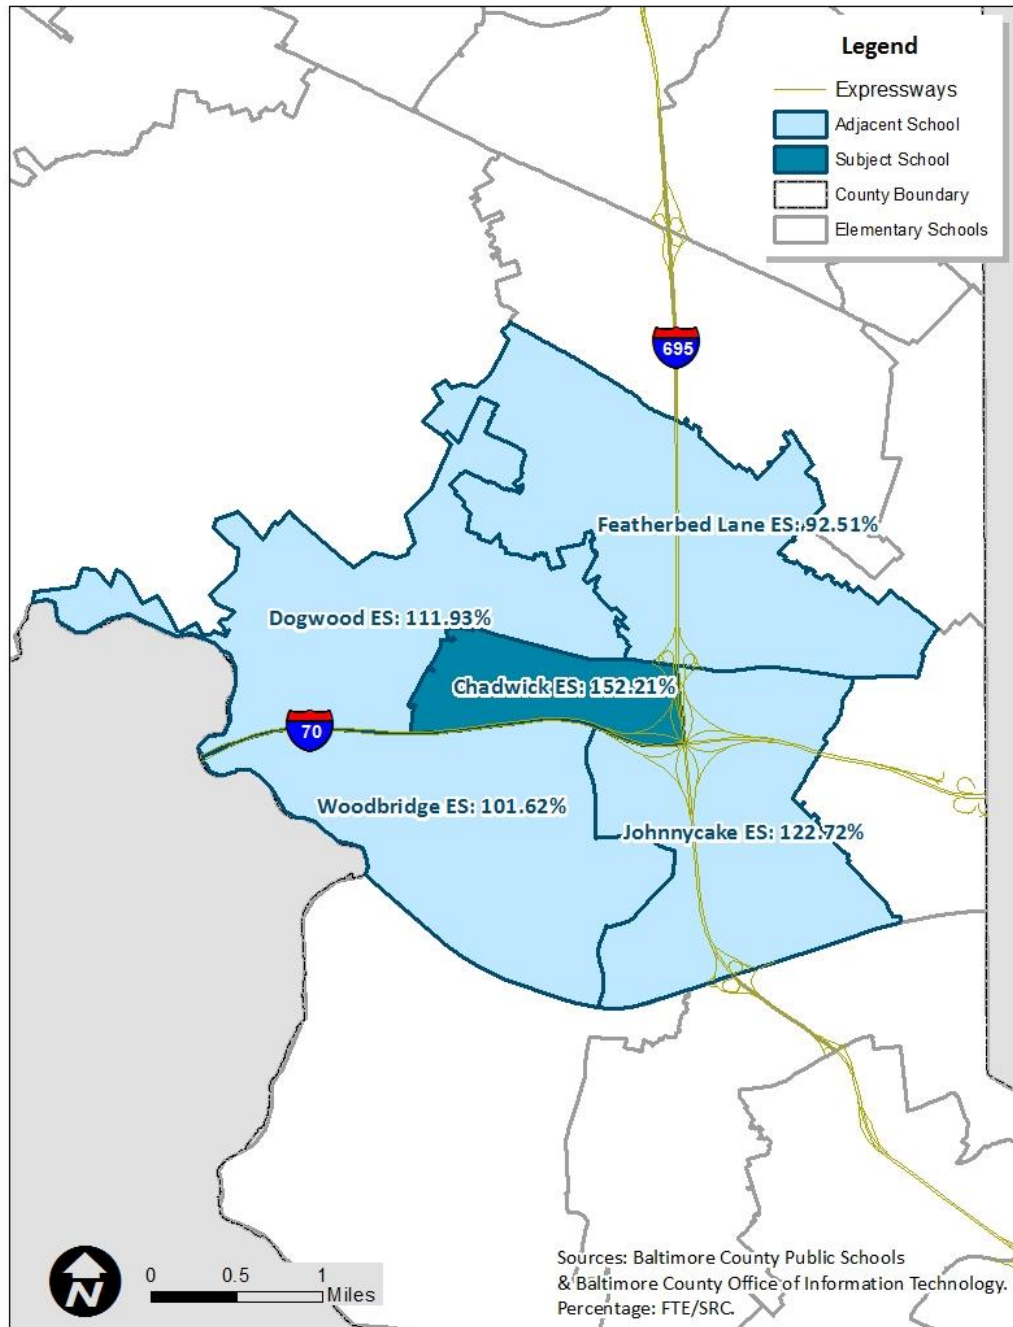 Legend
Expressways
Adjacent School
Subject School
County Boundary
Elementary Schools
695
Featherbed Lane ES: 92.51%
Dogwood ES: 111.93%
Chadwick ES: 152.21%
70
Woodbridge ES: 101.62%
Johnnycake ES: 122.72%
N
0 0.5 1
Miles
Sources: Baltimore County Public Schools
& Baltimore County Office of Information Technology.
Percentage: FTE/SRC.